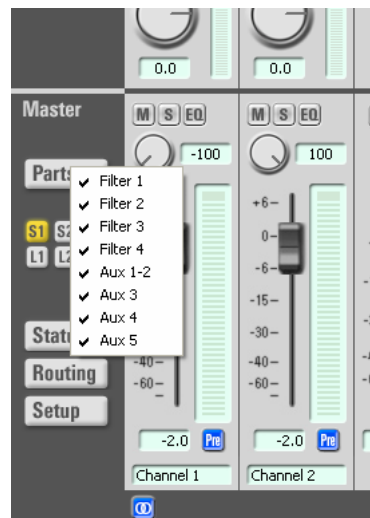 0.0 0.0
Master
M S EQ M S EQ
-100 100
Parts
Filter 1
Filter 2
Filter 3
Filter 4
Aux 1-2
Aux 3
Aux 4
Aux 5
S1
L1
+6-
0-
-6-
-15-
-30-
-40- -40-
-60- -60-
Routing
Setup
-2.0 Pre -2.0 Pre
Channel 1 Channel 2